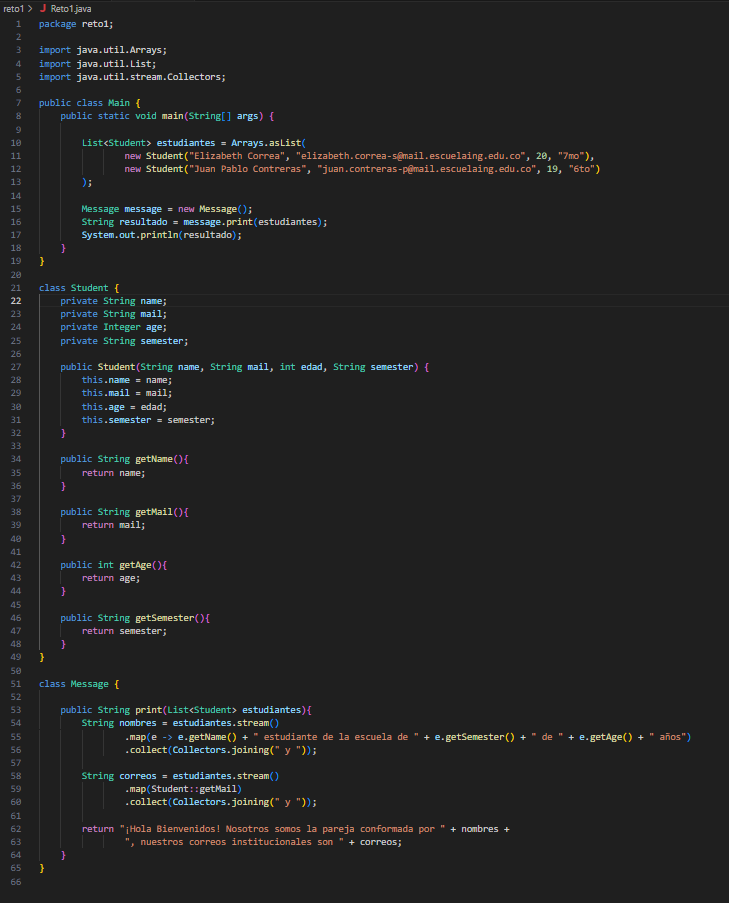 reto1 > J Reto1.java
1 package reto1;
2
3 import java.util.Arrays;
4 import java.util.List;
5 import java.util.stream.Collectors;
6
7 public class Main {
8     public static void main(String[] args) {
9
10         List<Student> estudiantes = Arrays.asList(
11                 new Student("Elizabeth Correa", "elizabeth.correa-s@mail.escuelaing.edu.co", 20, "7mo"),
12                 new Student("Juan Pablo Contreras", "juan.contreras-p@mail.escuelaing.edu.co", 19, "6to")
13         );
14
15         Message message = new Message();
16         String resultado = message.print(estudiantes);
17         System.out.println(resultado);
18     }
19 }
20
21 class Student {
22     private String name;
23     private String mail;
24     private Integer age;
25     private String semester;
26
27     public Student(String name, String mail, int edad, String semester) {
28         this.name = name;
29         this.mail = mail;
30         this.age = edad;
31         this.semester = semester;
32     }
33
34     public String getName(){
35         return name;
36     }
37
38     public String getMail(){
39         return mail;
40     }
41
42     public int getAge(){
43         return age;
44     }
45
46     public String getSemester(){
47         return semester;
48     }
49 }
50
51 class Message {
52
53     public String print(List<Student> estudiantes){
54         String nombres = estudiantes.stream()
55                 .map(e -> e.getName() + " estudiante de la escuela de " + e.getSemester() + " de " + e.getAge() + " años")
56                 .collect(Collectors.joining(" y "));
57
58         String correos = estudiantes.stream()
59                 .map(Student::getMail)
60                 .collect(Collectors.joining(" y "));
61
62         return "¡Hola Bienvenidos! Nosotros somos la pareja conformada por " + nombres +
63                 ", nuestros correos institucionales son " + correos;
64     }
65 }
66